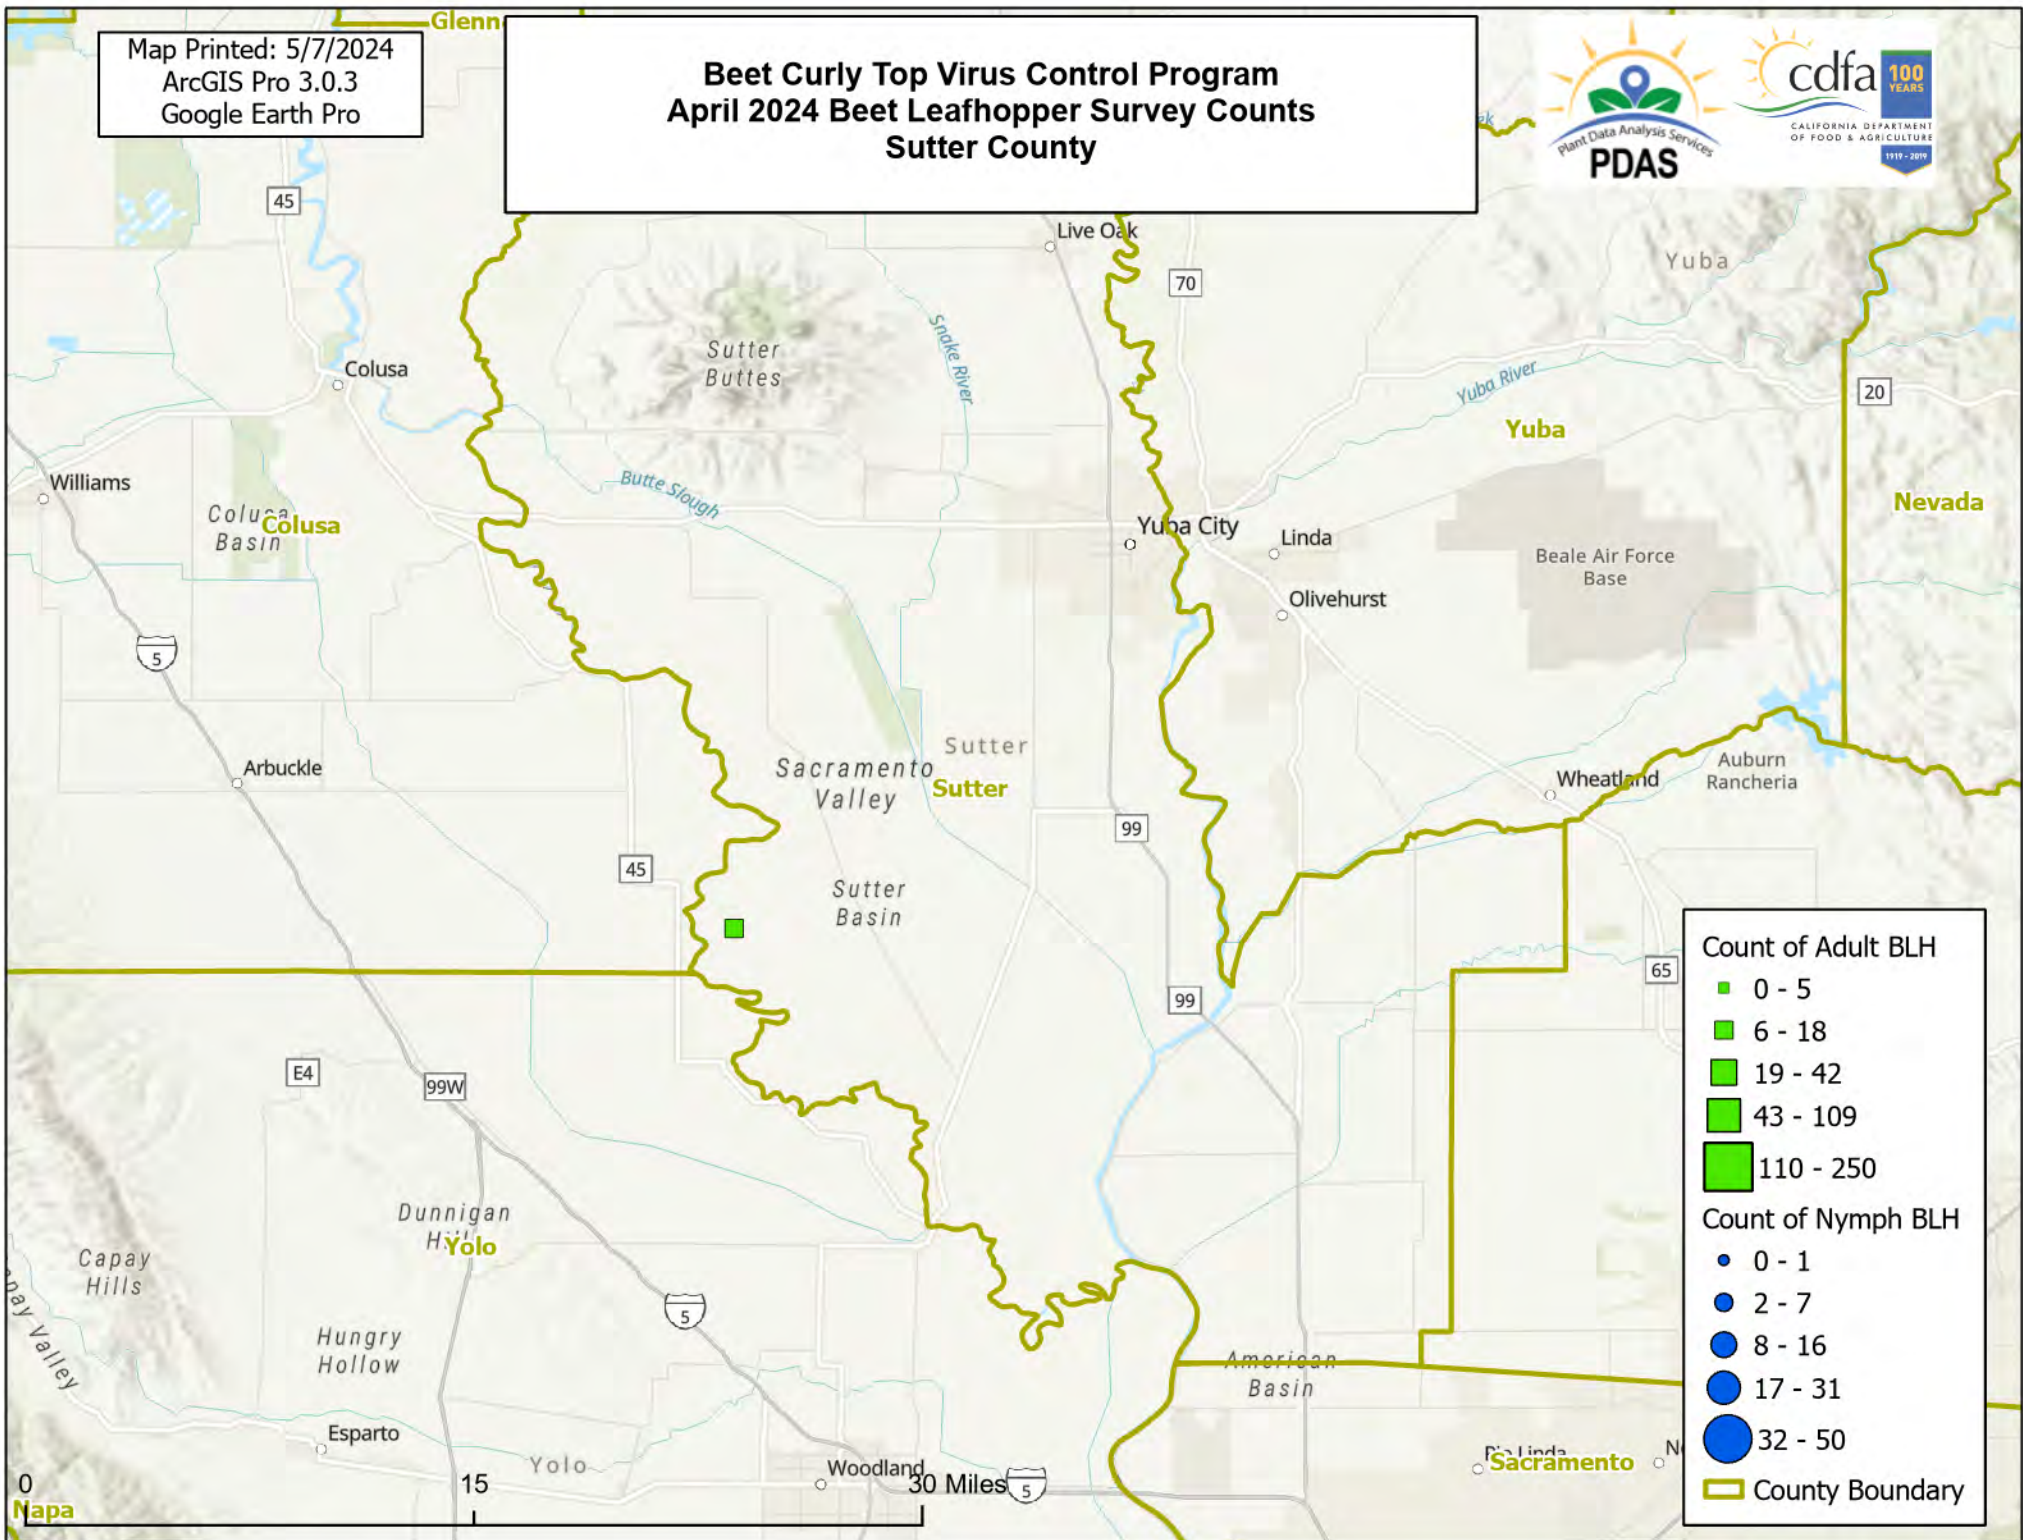 Glenn
Map Printed: 5/7/2024
ArcGIS Pro 3.0.3
Google Earth Pro
Beet Curly Top Virus Control Program
April 2024 Beet Leafhopper Survey Counts
Sutter County
Plant Data Analysis Services
PDAS
cdfa
100
YEARS
CALIFORNIA DEPARTMENT
OF FOOD & AGRICULTURE
1919 - 2019
45
Live Oak
70
Yuba
Snake River
Sutter
Buttes
Colusa
Yuba River
20
Yuba
Williams
Butte Slough
Nevada
Colusa
Basin
Colusa
Yuba City
Linda
Beale Air Force
Base
Olivehurst
5
Sutter
Arbuckle
Sacramento
Valley
Sutter
Wheatland
Auburn
Rancheria
99
45
Sutter
Basin
65
99
E4
99W
Dunnigan
Yolo
Capay
Hills
5
Hungry
Hollow
American
Basin
Esparto
Yolo
Woodland
Rio Linda
Sacramento
Napa
0
15
30 Miles
5
Count of Adult BLH
0 - 5
6 - 18
19 - 42
43 - 109
110 - 250
Count of Nymph BLH
0 - 1
2 - 7
8 - 16
17 - 31
32 - 50
County Boundary